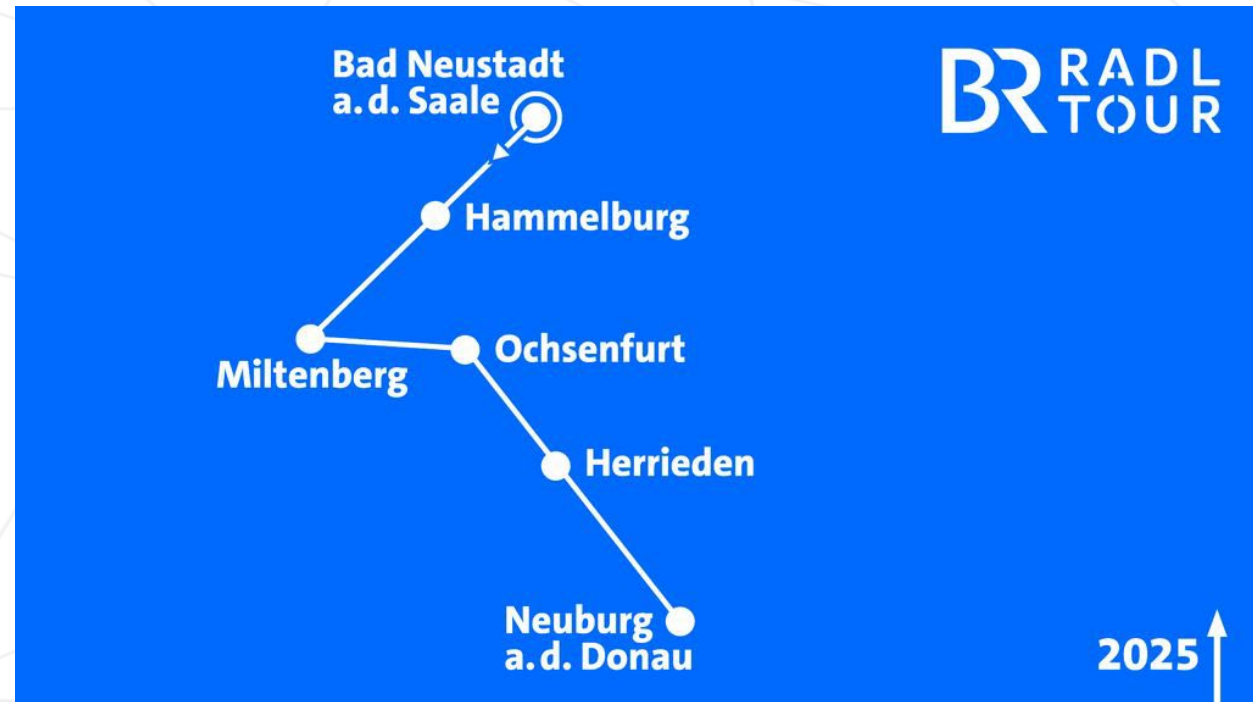 Bad Neustadt
a. d. Saale
BR RADL
TOUR
Hammelburg
Ochsenfurt
Miltenberg
Herrieden
Neuburg
a. d. Donau
2025